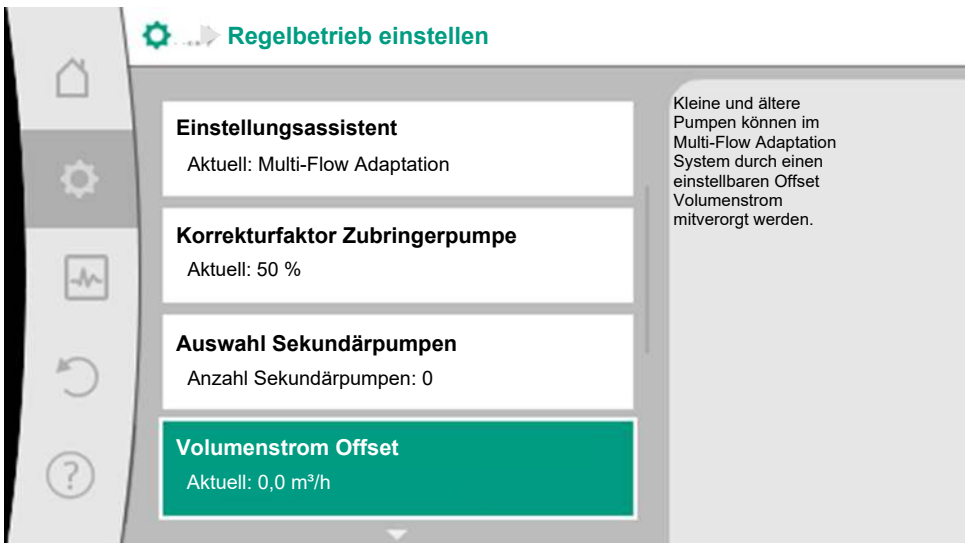 Regelbetrieb einstellen
Einstellungsassistent
Aktuell: Multi-Flow Adaptation
Korrekturfaktor Zubringerpumpe
Aktuell: 50 %
Auswahl Sekundärpumpen
Anzahl Sekundärpumpen: 0
Volumenstrom Offset
Aktuell: 0,0 m³/h
Kleine und ältere
Pumpen können im
Multi-Flow Adaptation
System durch einen
einstellbaren Offset
Volumenstrom
mitverorgt werden.